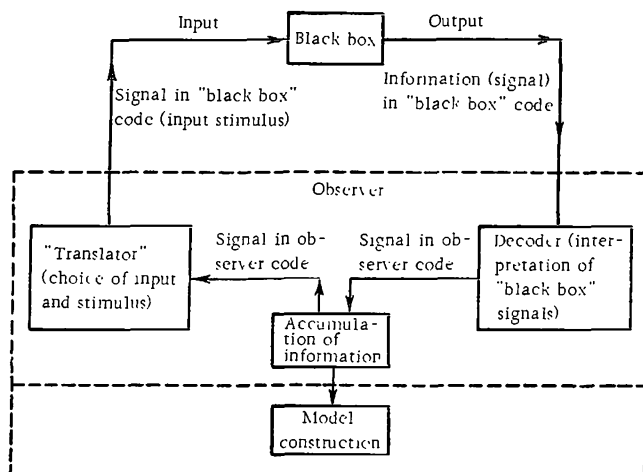 Input
Black box
Output
Signal in "black box"
code (input stimulus)
Information (signal)
in "black box" code
Observer
"Translator"
(choice of input
and stimulus)
Signal in ob-
server code
Signal in ob-
server code
Decoder (inter-
pretation of
"black box"
signals)
Accumula-
tion of
information
Model
construction